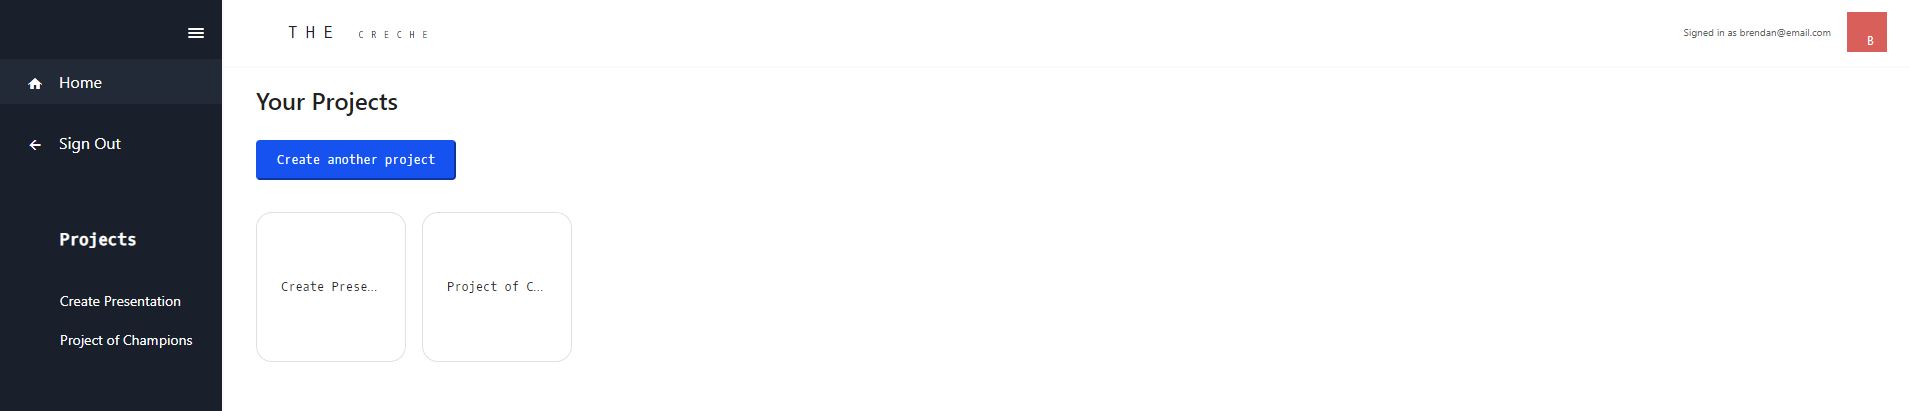 Home
Sign Out
Projects
Create Presentation
Project of Champions
THE CRECHE
Signed in as brendan@email.com
B
Your Projects
Create another project
Create Prese...
Project of C...